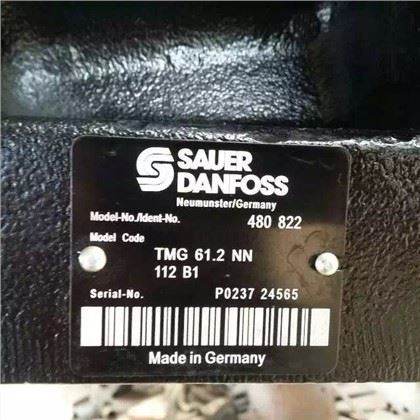 SAUER
DANFOSS
Neumunster/Germany
Model-No./Ident-No. 480 822
Model Code
TMG 61.2 NN
112 B1
Serial-No. P0237 24565
Made in Germany